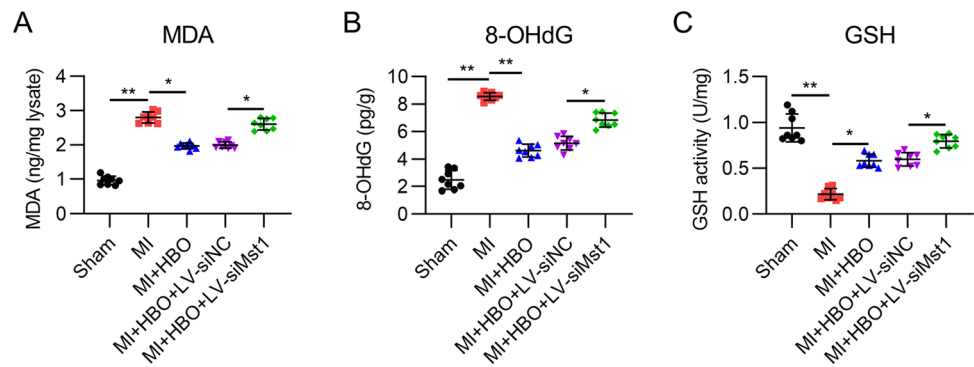 A
MDA
MDA (ng/mg lysate)
4
3
2
1
0
**
*
*
Sham
MI
MI+HBO
MI+HBO+LV-siNC
MI+HBO+LV-siMst1
B
8-OHdG
8-OHdG (pg/g)
10
8
6
4
2
0
**
**
*
Sham
MI
MI+HBO
MI+HBO+LV-siNC
MI+HBO+LV-siMst1
C
GSH
GSH activity (U/mg)
1.5
1.0
0.5
0.0
**
*
*
Sham
MI
MI+HBO
MI+HBO+LV-siNC
MI+HBO+LV-siMst1